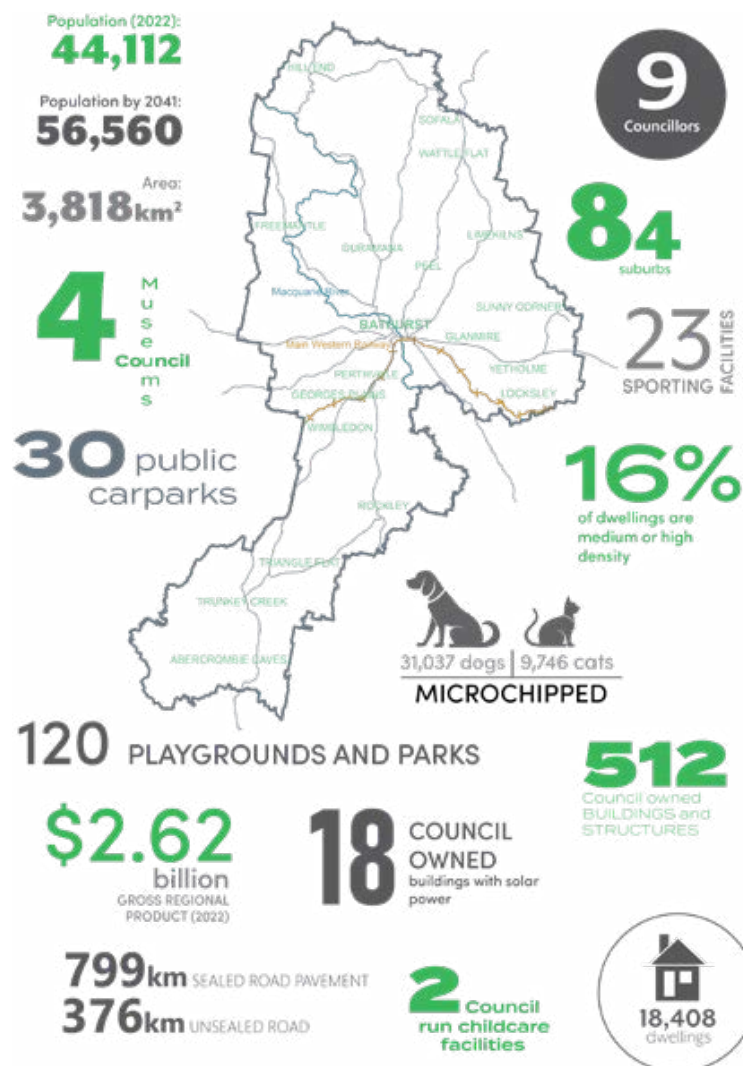 Population (2022):
44,112
Population by 2041:
56,560
Area:
3,818km²
9
Councillors
84
suburbs
4
Museums
Council
23
SPORTING
FACILITIES
30 public
carparks
16%
of dwellings are
medium or high
density
HILL END
SOFALA
WATTLE FLAT
FREEMANTLE
LIMEKILNS
PEEL
Macquarie River
SUNNY CORNER
BATHURST
GLANMIRE
Main Western Railway
YETHOLME
PERTHVILLE
LOCKSLEY
GEORGES PLAINS
WIMBLEDON
ROCKLEY
TRIANGLE FLAT
TRUNKEY CREEK
ABERCROMBIE CAVES
31,037 dogs | 9,746 cats
MICROCHIPPED
120 PLAYGROUNDS AND PARKS
512
Council owned
BUILDINGS and
STRUCTURES
$2.62
billion
GROSS REGIONAL
PRODUCT (2022)
18
COUNCIL
OWNED
buildings with solar
power
799km SEALED ROAD PAVEMENT
376km UNSEALED ROAD
2 Council
run childcare
facilities
18,408
dwellings